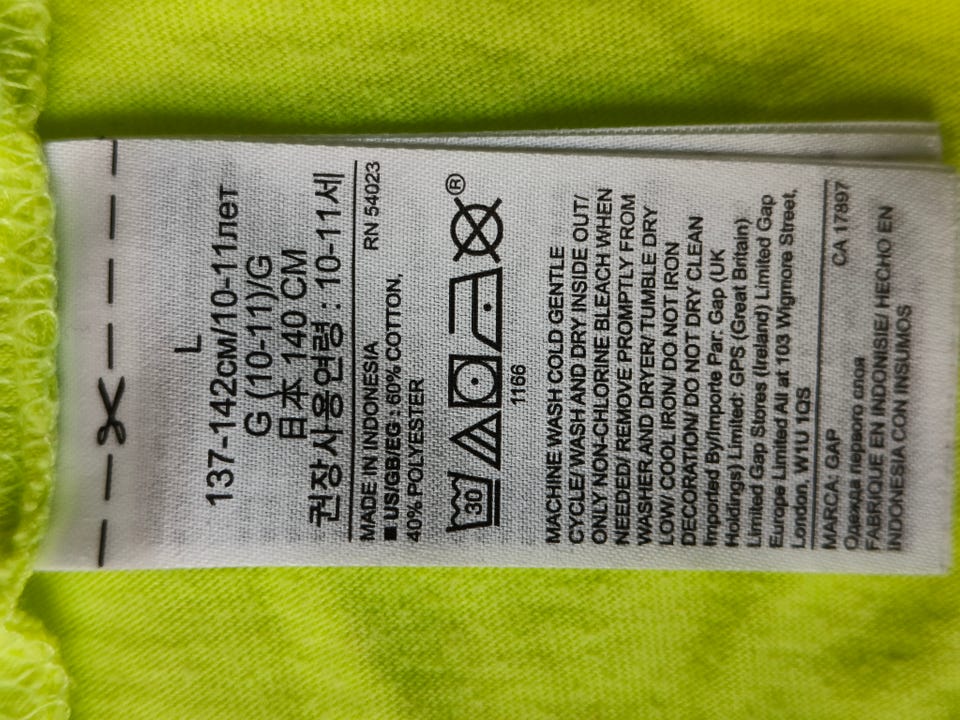 L
137-142см/10-11лет
G (10-11)/G
日本 140 CM
권장사용연령 : 10-11세
MADE IN INDONESIA RN 54023
■ US/GB/EG : 60% COTTON,
40% POLYESTER
30 ®
1166
MACHINE WASH COLD GENTLE
CYCLE/ WASH AND DRY INSIDE OUT/
ONLY NON-CHLORINE BLEACH WHEN
NEEDED/ REMOVE PROMPTLY FROM
WASHER AND DRYER/ TUMBLE DRY
LOW/ COOL IRON/ DO NOT IRON
DECORATION/ DO NOT DRY CLEAN
Imported By/Importe Par: Gap (UK
Holdings) Limited; GPS (Great Britain)
Limited Gap Stores (Ireland) Limited Gap
Europe Limited All at 103 Wigmore Street,
London, W1U 1QS
MARCA: GAP CA 17897
Одежда первого слоя
FABRIQUE EN INDONISIE/ HECHO EN
INDONESIA CON INSUMOS